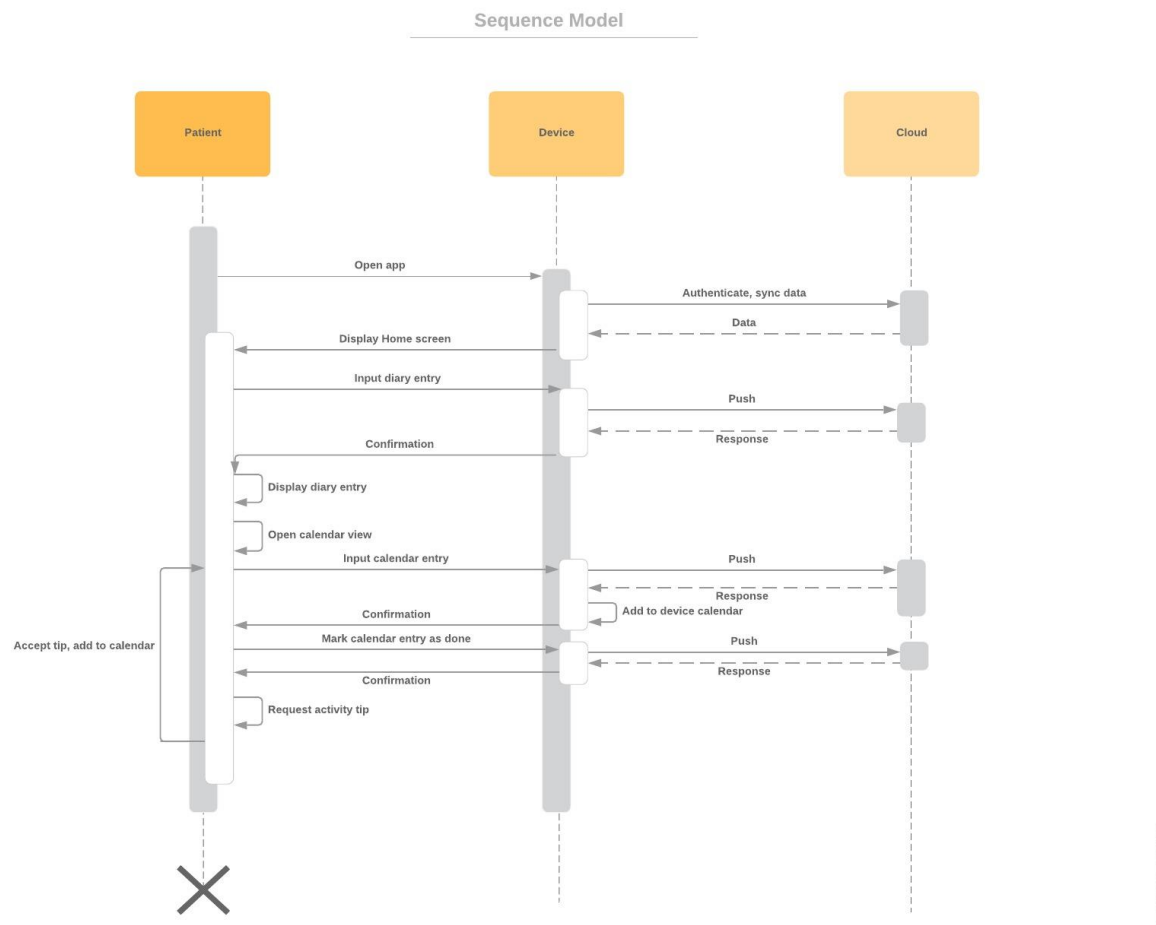 Sequence Model
Patient
Device
Cloud
Open app
Authenticate, sync data
Data
Display Home screen
Input diary entry
Push
Response
Confirmation
Display diary entry
Open calendar view
Input calendar entry
Push
Response
Add to device calendar
Confirmation
Mark calendar entry as done
Push
Accept tip, add to calendar
Response
Confirmation
Request activity tip